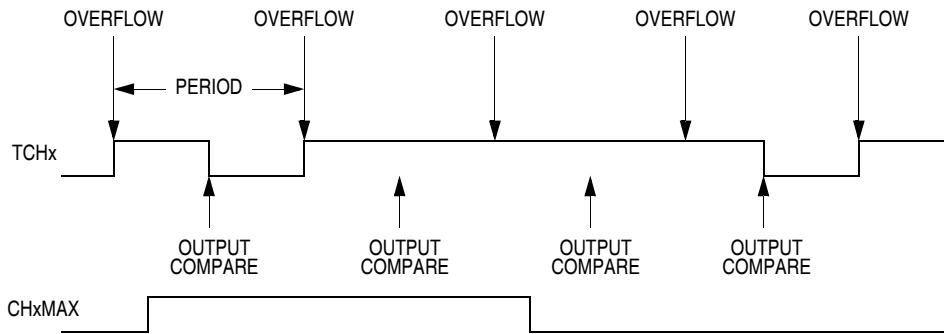 OVERFLOW OVERFLOW OVERFLOW OVERFLOW OVERFLOW
PERIOD
TCHx
OUTPUT OUTPUT OUTPUT OUTPUT
COMPARE COMPARE COMPARE COMPARE
CHxMAX